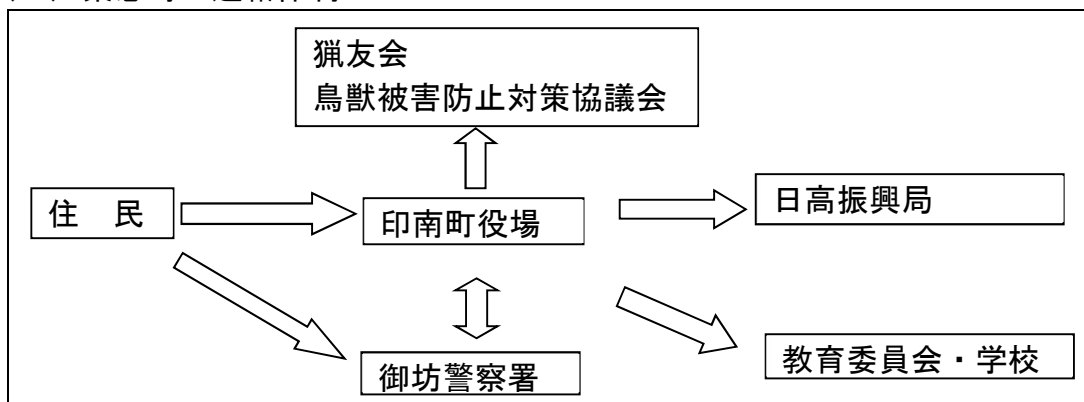 猟友会
鳥獣被害防止対策協議会
住　民
印南町役場
日高振興局
御坊警察署
教育委員会・学校